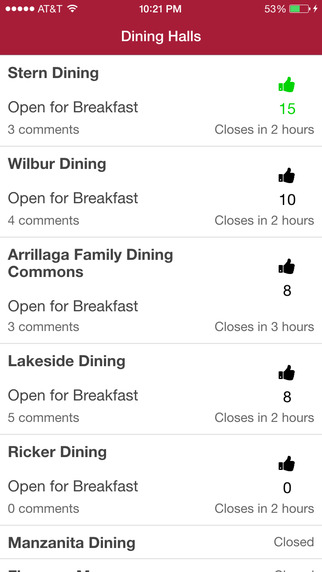 AT&T 10:21 PM 53%
Dining Halls
Stern Dining
Open for Breakfast 15
3 comments Closes in 2 hours
Wilbur Dining
Open for Breakfast 10
4 comments Closes in 2 hours
Arrillaga Family Dining
Commons 8
Open for Breakfast
3 comments Closes in 3 hours
Lakeside Dining
Open for Breakfast 8
5 comments Closes in 2 hours
Ricker Dining
Open for Breakfast 0
0 comments Closes in 2 hours
Manzanita Dining Closed